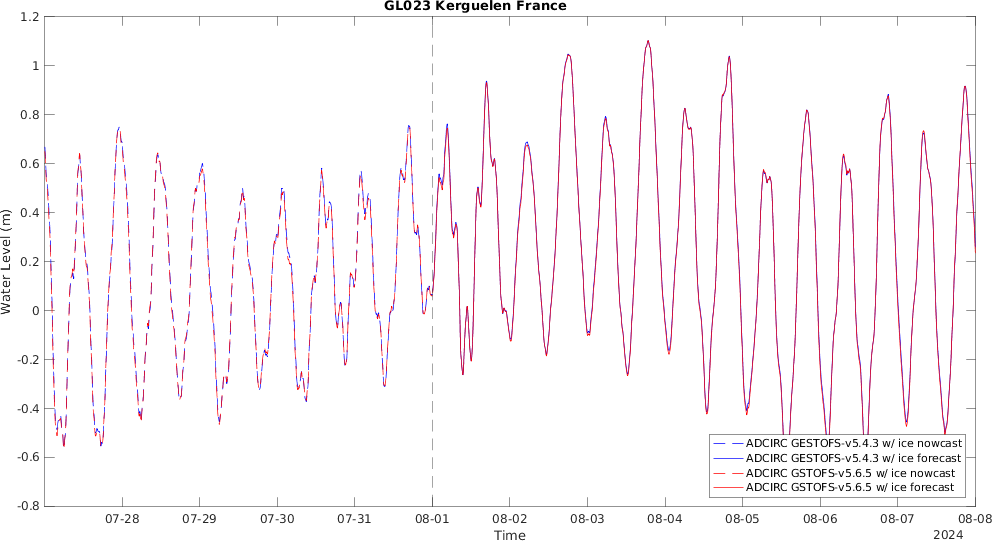 GL023 Kerguelen France
1.2
1
0.8
0.6
0.4
0.2
0
-0.2
-0.4
-0.6
-0.8
Water Level (m)
ADCIRC GESTOFS-v5.4.3 w/ ice nowcast
ADCIRC GESTOFS-v5.4.3 w/ ice forecast
ADCIRC GSTOFS-v5.6.5 w/ ice nowcast
ADCIRC GSTOFS-v5.6.5 w/ ice forecast
07-28 07-29 07-30 07-31 08-01 08-02 08-03 08-04 08-05 08-06 08-07 08-08
Time
2024